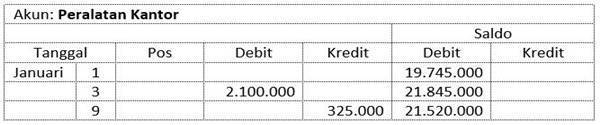 Akun: Peralatan Kantor
Saldo
Tanggal Pos Debit Kredit Debit Kredit
Januari 1 19.745.000
3 2.100.000 21.845.000
9 325.000 21.520.000